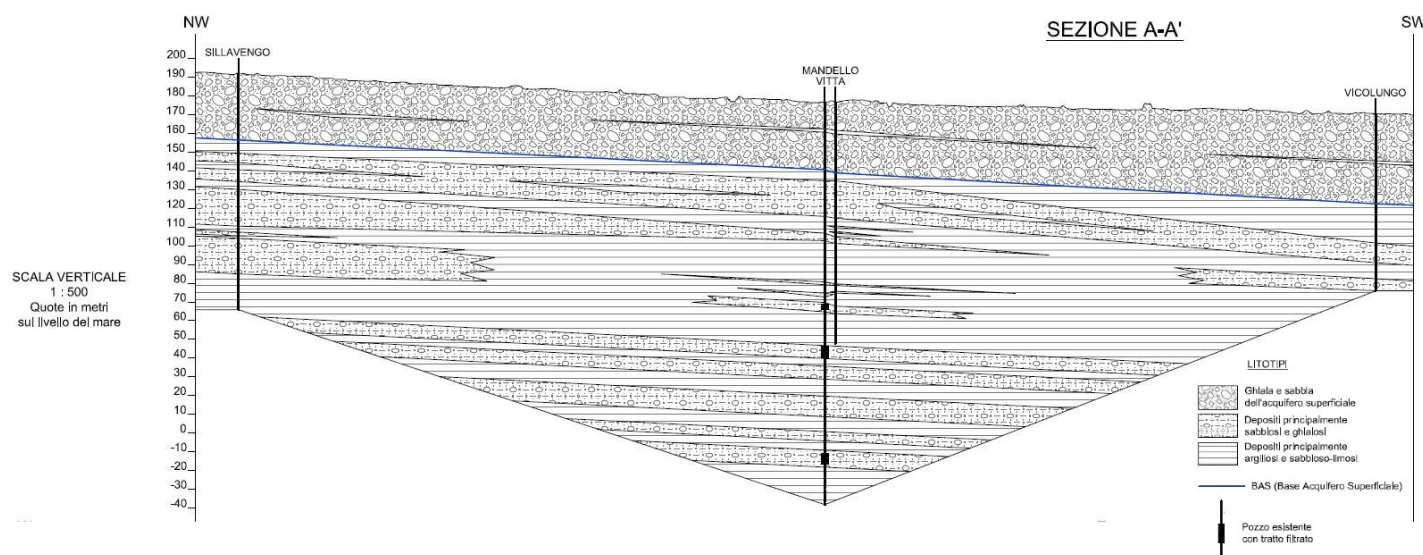 NW
SEZIONE A-A'
SW
SILLAVENGO
MANDELLO
VITTA
VICOLUNGO
200
190
180
170
160
150
140
130
120
110
100
90
80
70
60
50
40
30
20
10
0
-10
-20
-30
-40
SCALA VERTICALE
1 : 500
Quote in metri
sul livello del mare
LITOTIPI
Ghiaia e sabbia
dell'acquifero superficiale
Depositi principalmente
sabbiosi e ghiaiosi
Depositi principalmente
argillosi e sabbioso-limosi
BAS (Base Acquifero Superficiale)
Pozzo esistente
con tratto filtrato